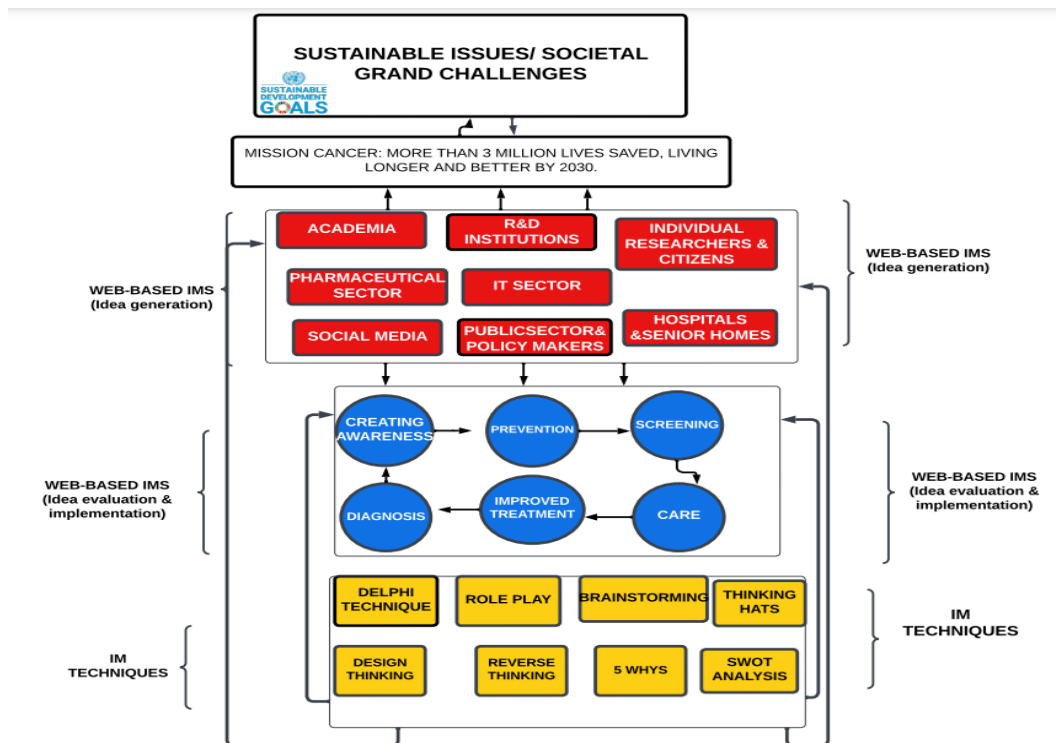 SUSTAINABLE ISSUES/ SOCIETAL
GRAND CHALLENGES
SUSTAINABLE
DEVELOPMENT
GOALS
MISSION CANCER: MORE THAN 3 MILLION LIVES SAVED, LIVING
LONGER AND BETTER BY 2030.
ACADEMIA
R&D
INSTITUTIONS
INDIVIDUAL
RESEARCHERS &
CITIZENS
WEB-BASED IMS
(Idea generation)
WEB-BASED IMS
(Idea generation)
PHARMACEUTICAL
SECTOR
IT SECTOR
SOCIAL MEDIA
PUBLICSECTOR&
POLICY MAKERS
HOSPITALS
&SENIOR HOMES
CREATING
AWARENESS
PREVENTION
SCREENING
WEB-BASED IMS
(Idea evaluation &
implementation)
WEB-BASED IMS
(Idea evaluation &
implementation)
DIAGNOSIS
IMPROVED
TREATMENT
CARE
DELPHI
TECHNIQUE
ROLE PLAY
BRAINSTORMING
THINKING
HATS
IM
TECHNIQUES
IM
TECHNIQUES
DESIGN
THINKING
REVERSE
THINKING
5 WHYS
SWOT
ANALYSIS